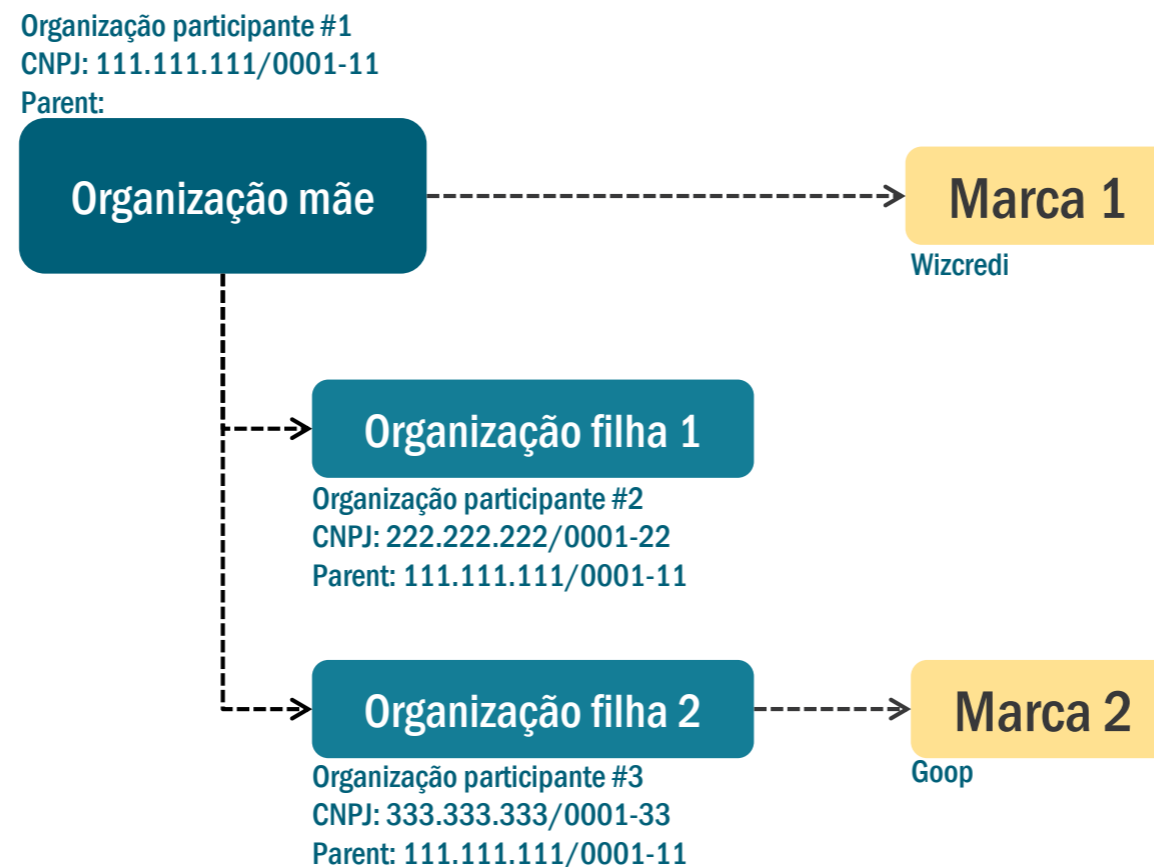 Organização participante #1
CNPJ: 111.111.111/0001-11
Parent:
Organização mãe
Marca 1
Wizcredi
Organização filha 1
Organização participante #2
CNPJ: 222.222.222/0001-22
Parent: 111.111.111/0001-11
Organização filha 2
Marca 2
Organização participante #3
CNPJ: 333.333.333/0001-33
Parent: 111.111.111/0001-11
Goop